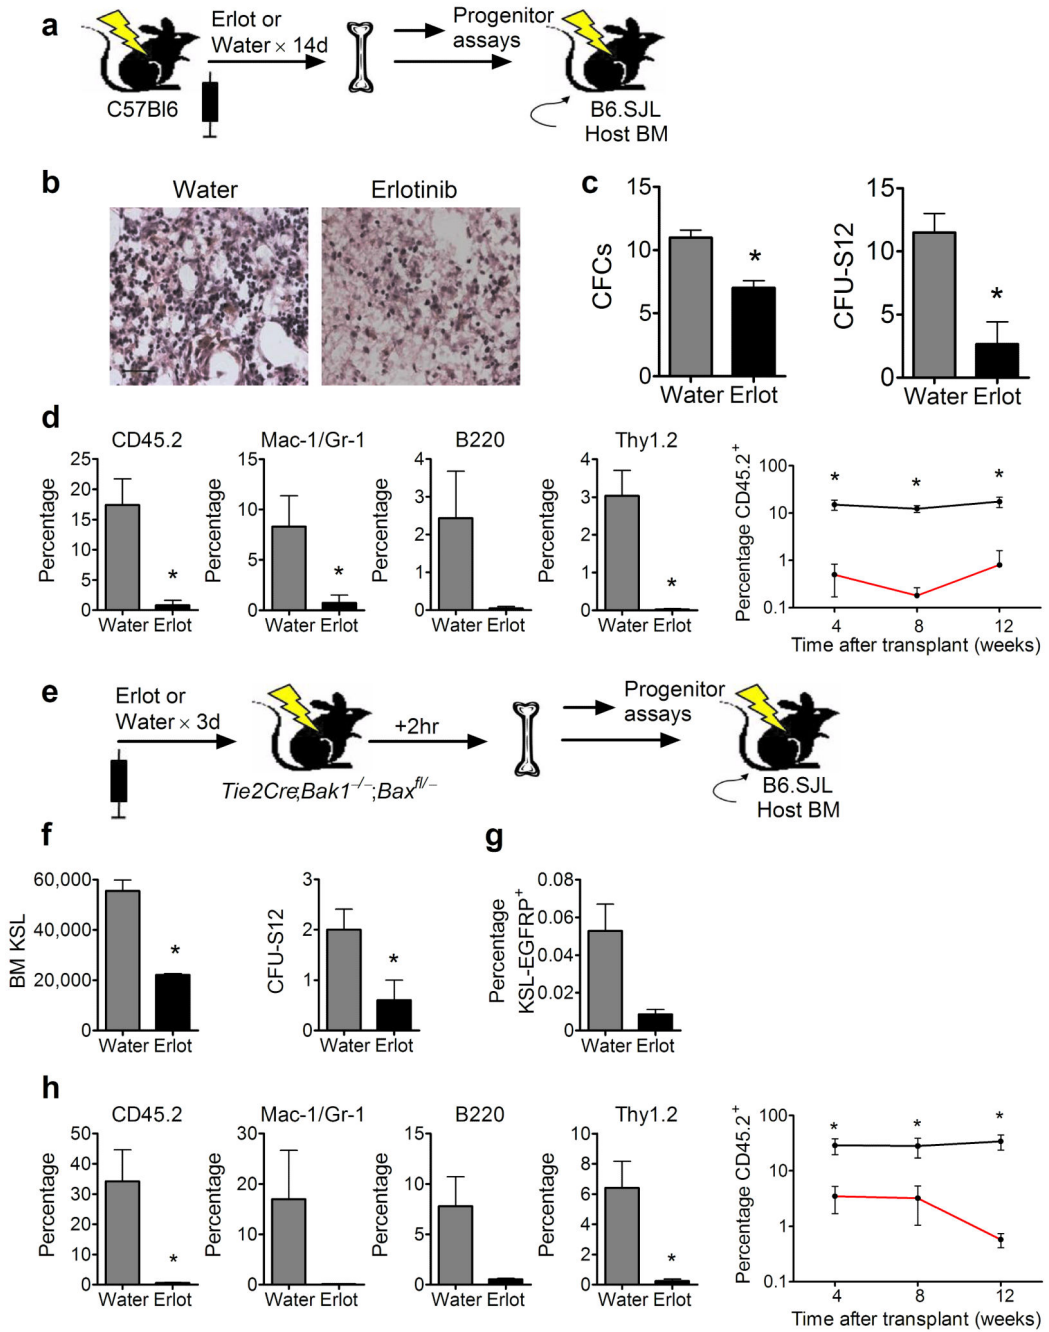 a
Erlot or
Water × 14d
Progenitor
assays
C57Bl6
B6.SJL
Host BM
b
Water
Erlotinib
c
CFCs
15
10
5
0
Water Erlot
*
CFU-S12
15
10
5
0
Water Erlot
*
d
CD45.2
Percentage
25
20
15
10
5
0
*
Water Erlot
Mac-1/Gr-1
Percentage
15
10
5
0
*
Water Erlot
B220
Percentage
4
3
2
1
0
Water Erlot
Thy1.2
Percentage
4
3
2
1
0
*
Water Erlot
Percentage CD45.2+
100
10
1
0.1
* * *
4 8 12
Time after transplant (weeks)
e
Erlot or
Water × 3d
+2hr
Progenitor
assays
Tie2Cre;Bak1−/−;Baxfl/−
B6.SJL
Host BM
f
BM KSL
60,000
40,000
20,000
0
*
Water Erlot
CFU-S12
3
2
1
0
*
Water Erlot
g
Percentage
KSL-EGFRP+
0.08
0.06
0.04
0.02
0
Water Erlot
h
CD45.2
Percentage
50
40
30
20
10
0
*
Water Erlot
Mac-1/Gr-1
Percentage
30
20
10
0
Water Erlot
B220
Percentage
15
10
5
0
Water Erlot
Thy1.2
Percentage
10
8
6
4
2
0
*
Water Erlot
Percentage CD45.2+
100
10
1
0.1
* * *
4 8 12
Time after transplant (weeks)